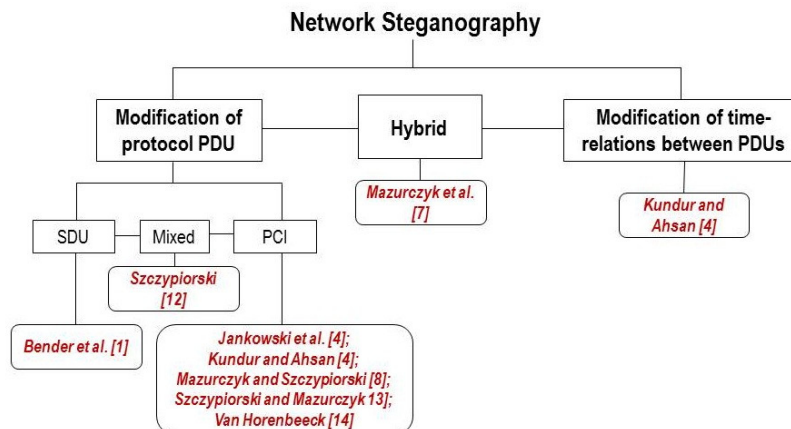 Network Steganography
Modification of
protocol PDU
Hybrid
Modification of time-
relations between PDUs
Mazurczyk et al.
[7]
Kundur and
Ahsan [4]
SDU
Mixed
PCI
Szczypiorski
[12]
Bender et al. [1]
Jankowski et al. [4];
Kundur and Ahsan [4];
Mazurczyk and Szczypiorski [8];
Szczypiorski and Mazurczyk 13];
Van Horenbeeck [14]